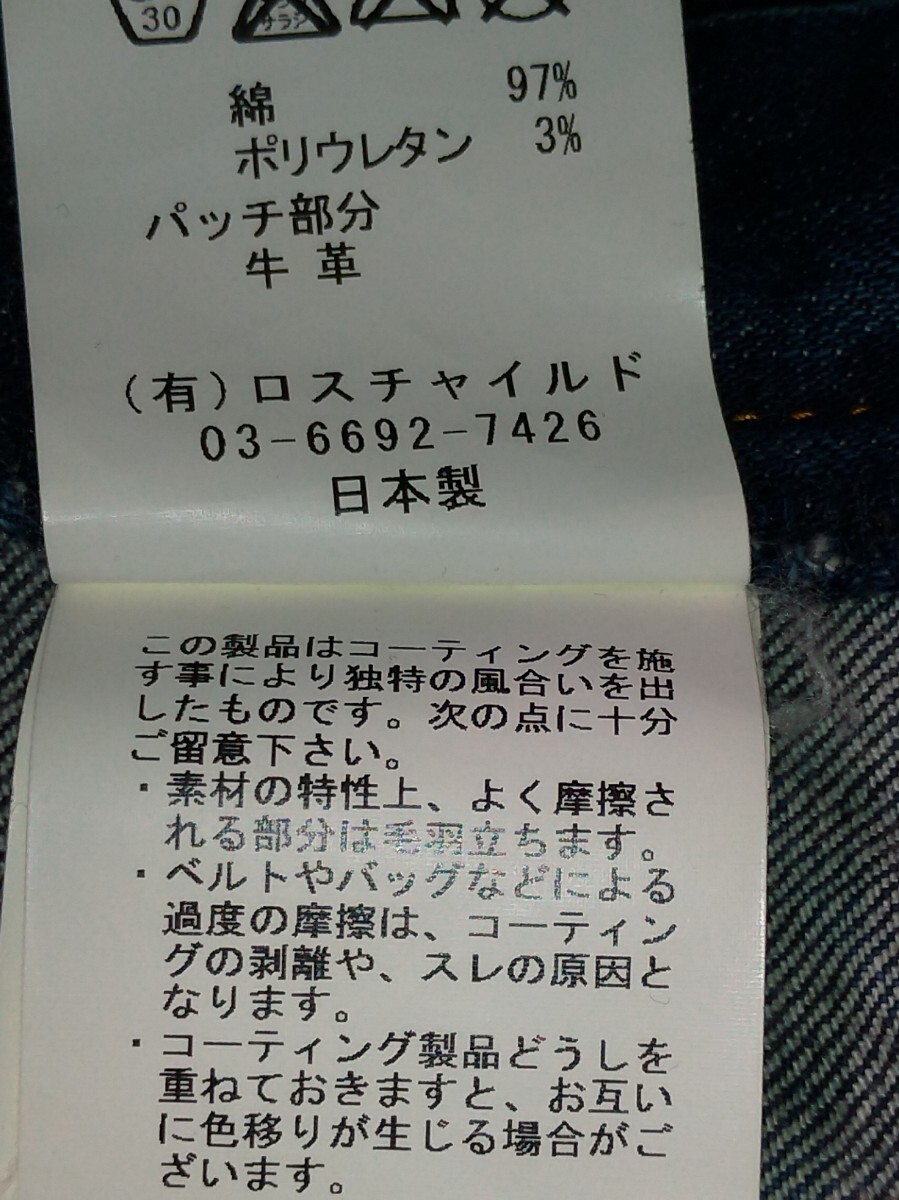 30
サラシ
綿 97%
ポリウレタン 3%
パッチ部分
牛 革
(有)ロスチャイルド
03-6692-7426
日本製
この製品はコーティングを施
す事により独特の風合いを出
したものです。次の点に十分
ご留意下さい。
・素材の特性上、よく摩擦さ
れる部分は毛羽立ちます。
・ベルトやバッグなどによる
過度の摩擦は、コーティン
グの剥離や、スレの原因と
なります。
・コーティング製品どうしを
重ねておきますと、お互い
に色移りが生じる場合がご
ざいます。